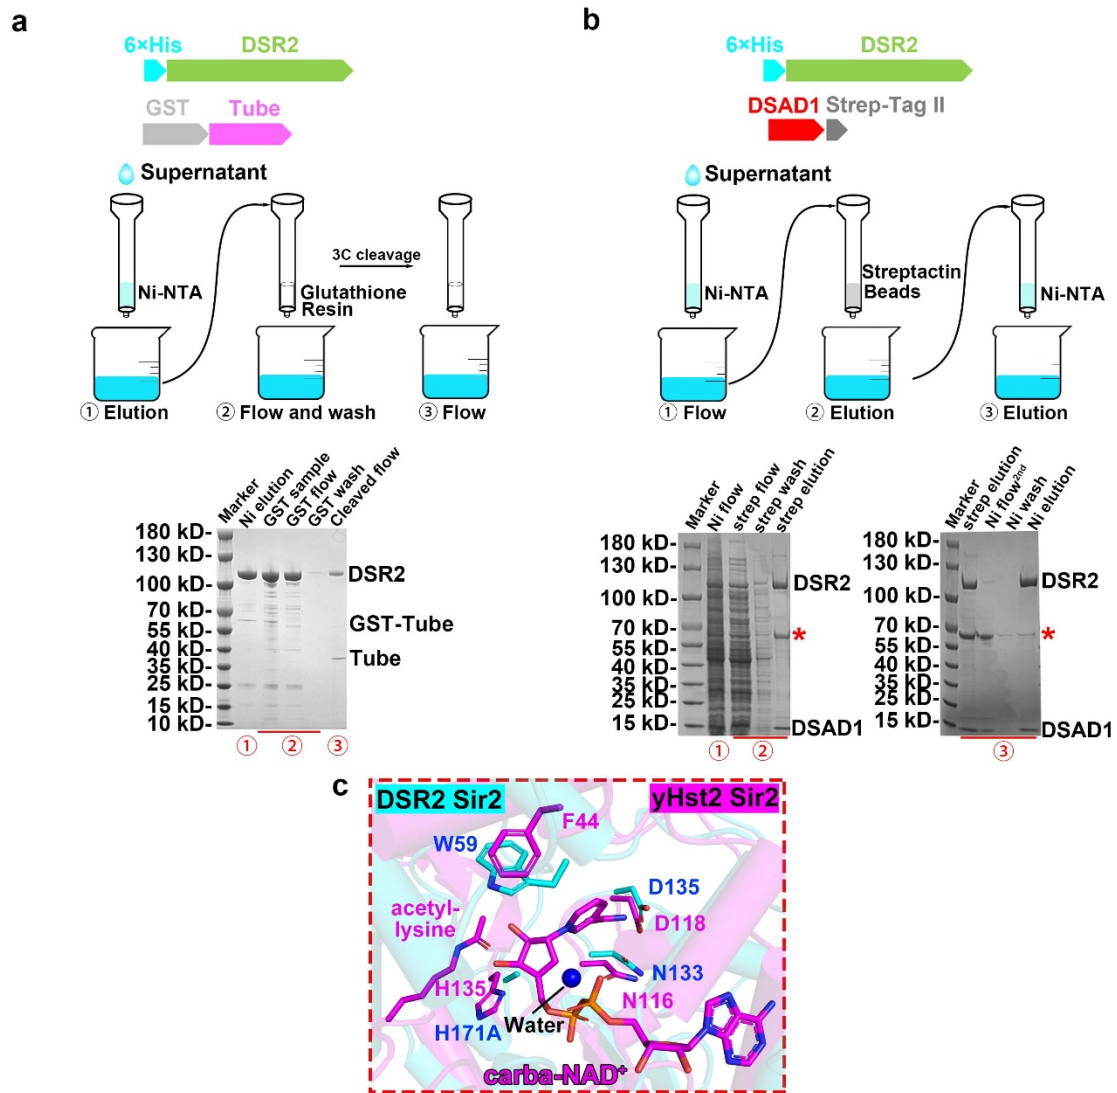 a
6×His DSR2
GST Tube
Supernatant
Ni-NTA
Glutathione
Resin
3C cleavage
① Elution
② Flow and wash
③ Flow
Marker
Ni elution
GST sample
GST flow
GST wash
Cleaved flow
180 kD-
130 kD-
100 kD-
70 kD-
55 kD-
40 kD-
35 kD-
25 kD-
15 kD-
10 kD-
DSR2
GST-Tube
Tube
① ② ③
b
6×His DSR2
DSAD1 Strep-Tag II
Supernatant
Ni-NTA
Streptactin
Beads
Ni-NTA
① Flow
② Elution
③ Elution
Marker
Ni flow
strep flow
strep wash
strep elution
180 kD-
130 kD-
100 kD-
70 kD-
55 kD-
40 kD-
35 kD-
25 kD-
15 kD-
DSR2
*
DSAD1
① ②
Marker
strep elution
Ni flow2nd
Ni wash
Ni elution
180 kD-
130 kD-
100 kD-
70 kD-
55 kD-
40 kD-
35 kD-
25 kD-
15 kD-
DSR2
*
DSAD1
③
c
DSR2 Sir2
yHst2 Sir2
F44
W59
D135
D118
acetyl-
lysine
N133
H135
N116
Water
H171A
carba-NAD+